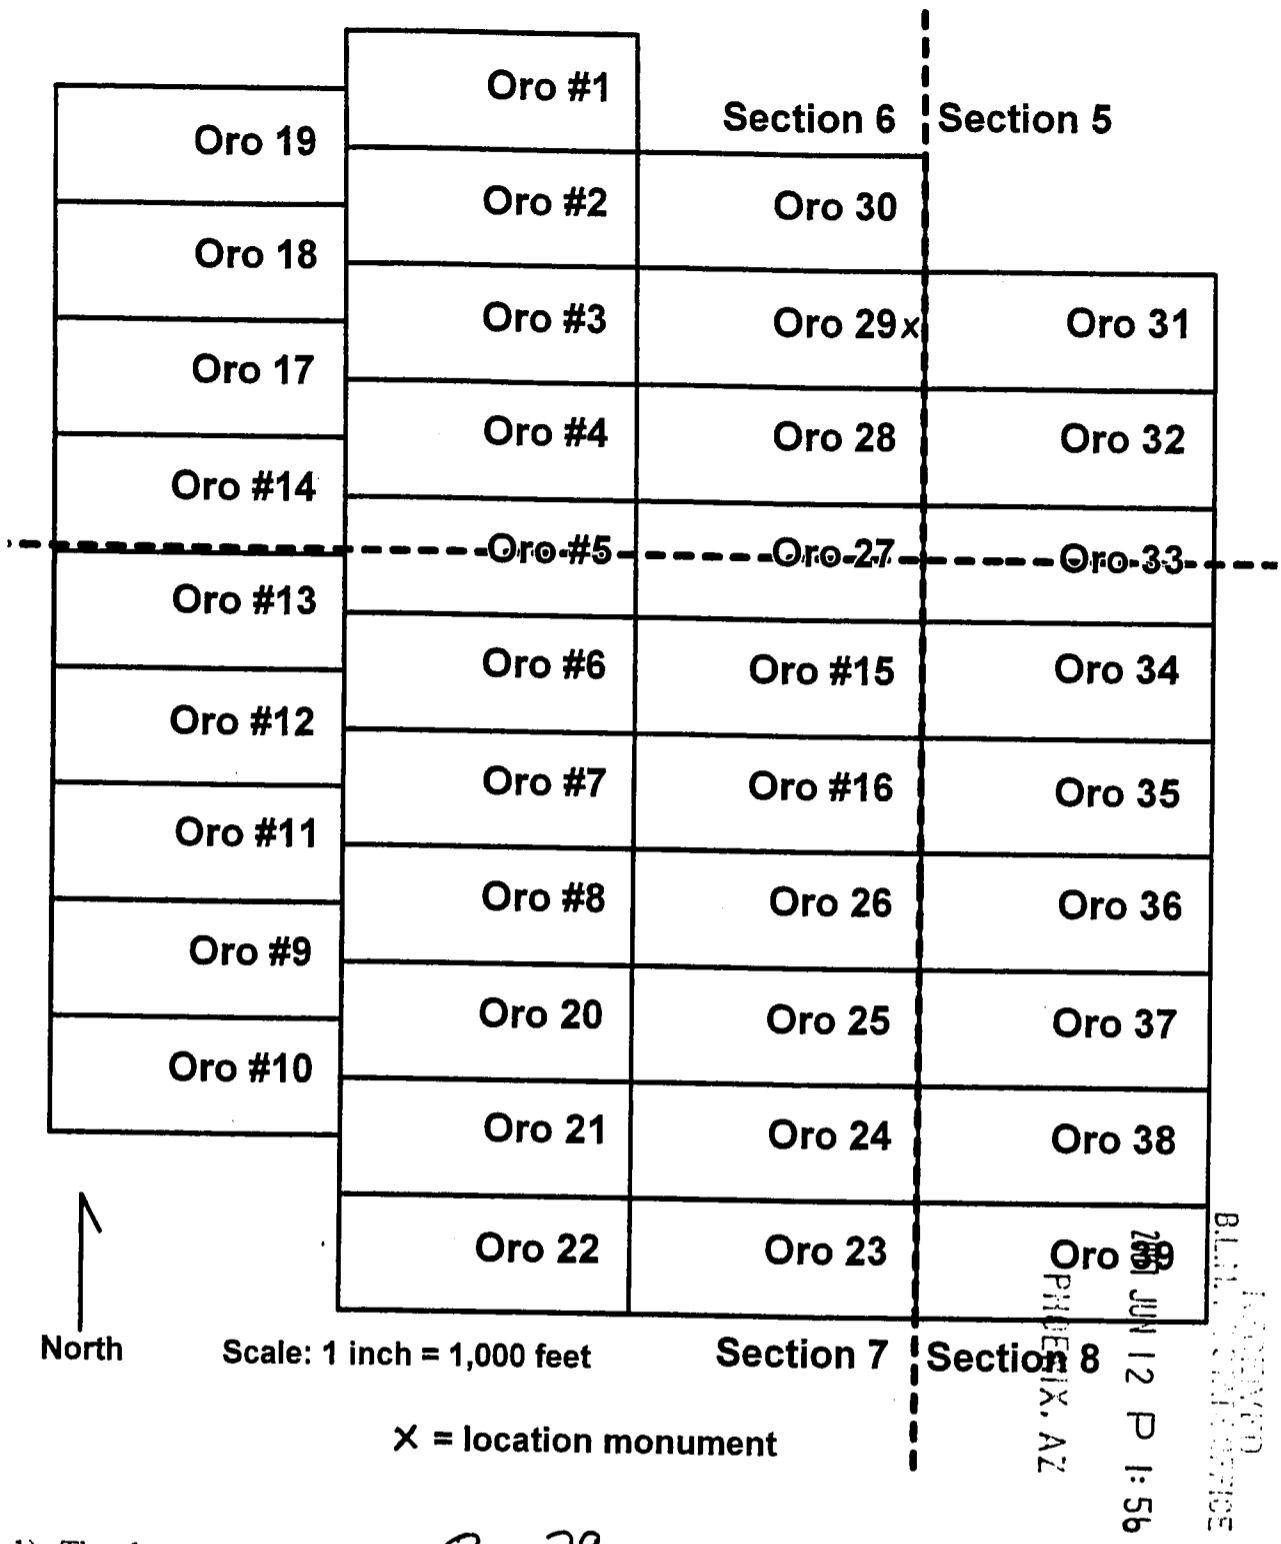 Oro #1
Section 6 Section 5
Oro 19
Oro #2
Oro 30
Oro 18
Oro #3
Oro 29 x
Oro 31
Oro 17
Oro #4
Oro 28
Oro 32
Oro #14
Oro #5
Oro 27
Oro 33
Oro #13
Oro #6
Oro #15
Oro 34
Oro #12
Oro #7
Oro #16
Oro 35
Oro #11
Oro #8
Oro 26
Oro 36
Oro #9
Oro 20
Oro 25
Oro 37
Oro #10
Oro 21
Oro 24
Oro 38
Oro 22
Oro 23
Oro 39
North
Scale: 1 inch = 1,000 feet
Section 7 Section 8
x = location monument
JUN 12 P 1:56
PHOENIX, AZ